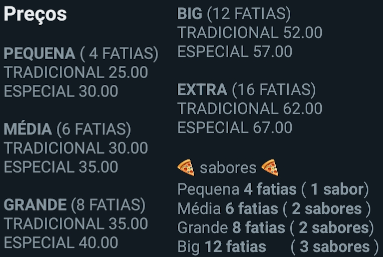 Preços
PEQUENA ( 4 FATIAS)
TRADICIONAL 25.00
ESPECIAL 30.00
MÉDIA (6 FATIAS)
TRADICIONAL 30.00
ESPECIAL 35.00
GRANDE (8 FATIAS)
TRADICIONAL 35.00
ESPECIAL 40.00
BIG (12 FATIAS)
TRADICIONAL 52.00
ESPECIAL 57.00
EXTRA (16 FATIAS)
TRADICIONAL 62.00
ESPECIAL 67.00
🍕 sabores 🍕
Pequena 4 fatias ( 1 sabor)
Média 6 fatias ( 2 sabores )
Grande 8 fatias ( 2 sabores)
Big 12 fatias ( 3 sabores )